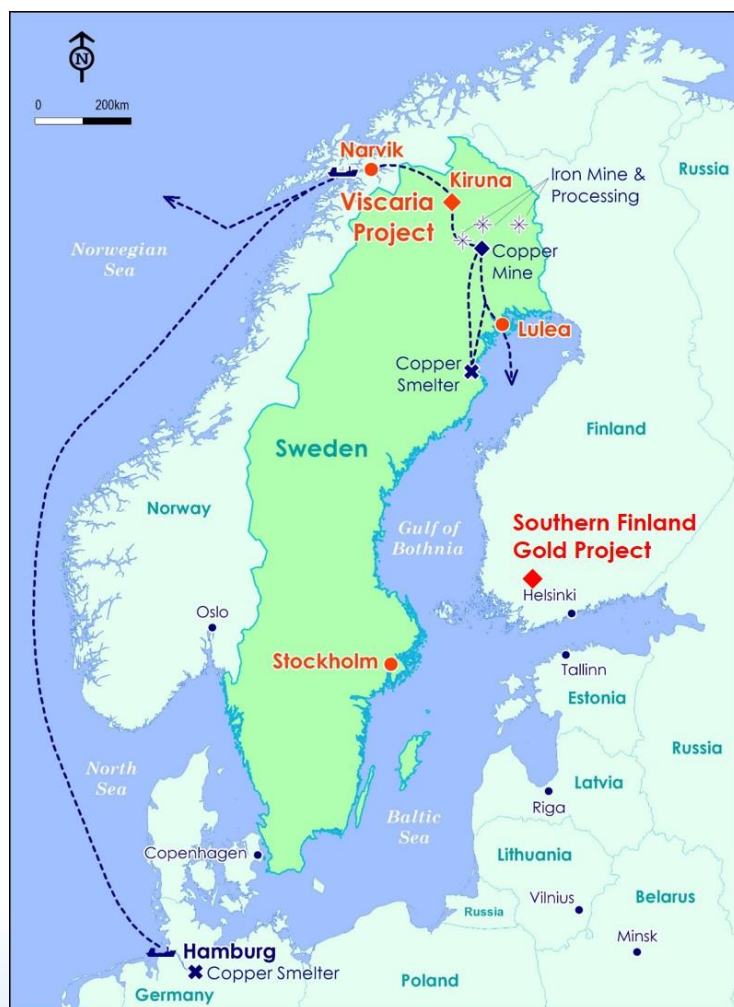 N
0 200km
Narvik
Kiruna
Iron Mine &
Processing
Russia
Viscaria
Project
Norwegian
Sea
Copper
Mine
Lulea
Copper
Smelter
Sweden
Finland
Norway
Gulf of
Bothnia
Southern Finland
Gold Project
Helsinki
Oslo
Stockholm
Tallinn
Estonia
Russia
North
Sea
Latvia
Riga
Baltic
Sea
Copenhagen
Lithuania
Vilnius
Belarus
Russia
Minsk
Hamburg
Copper Smelter
Germany
Poland